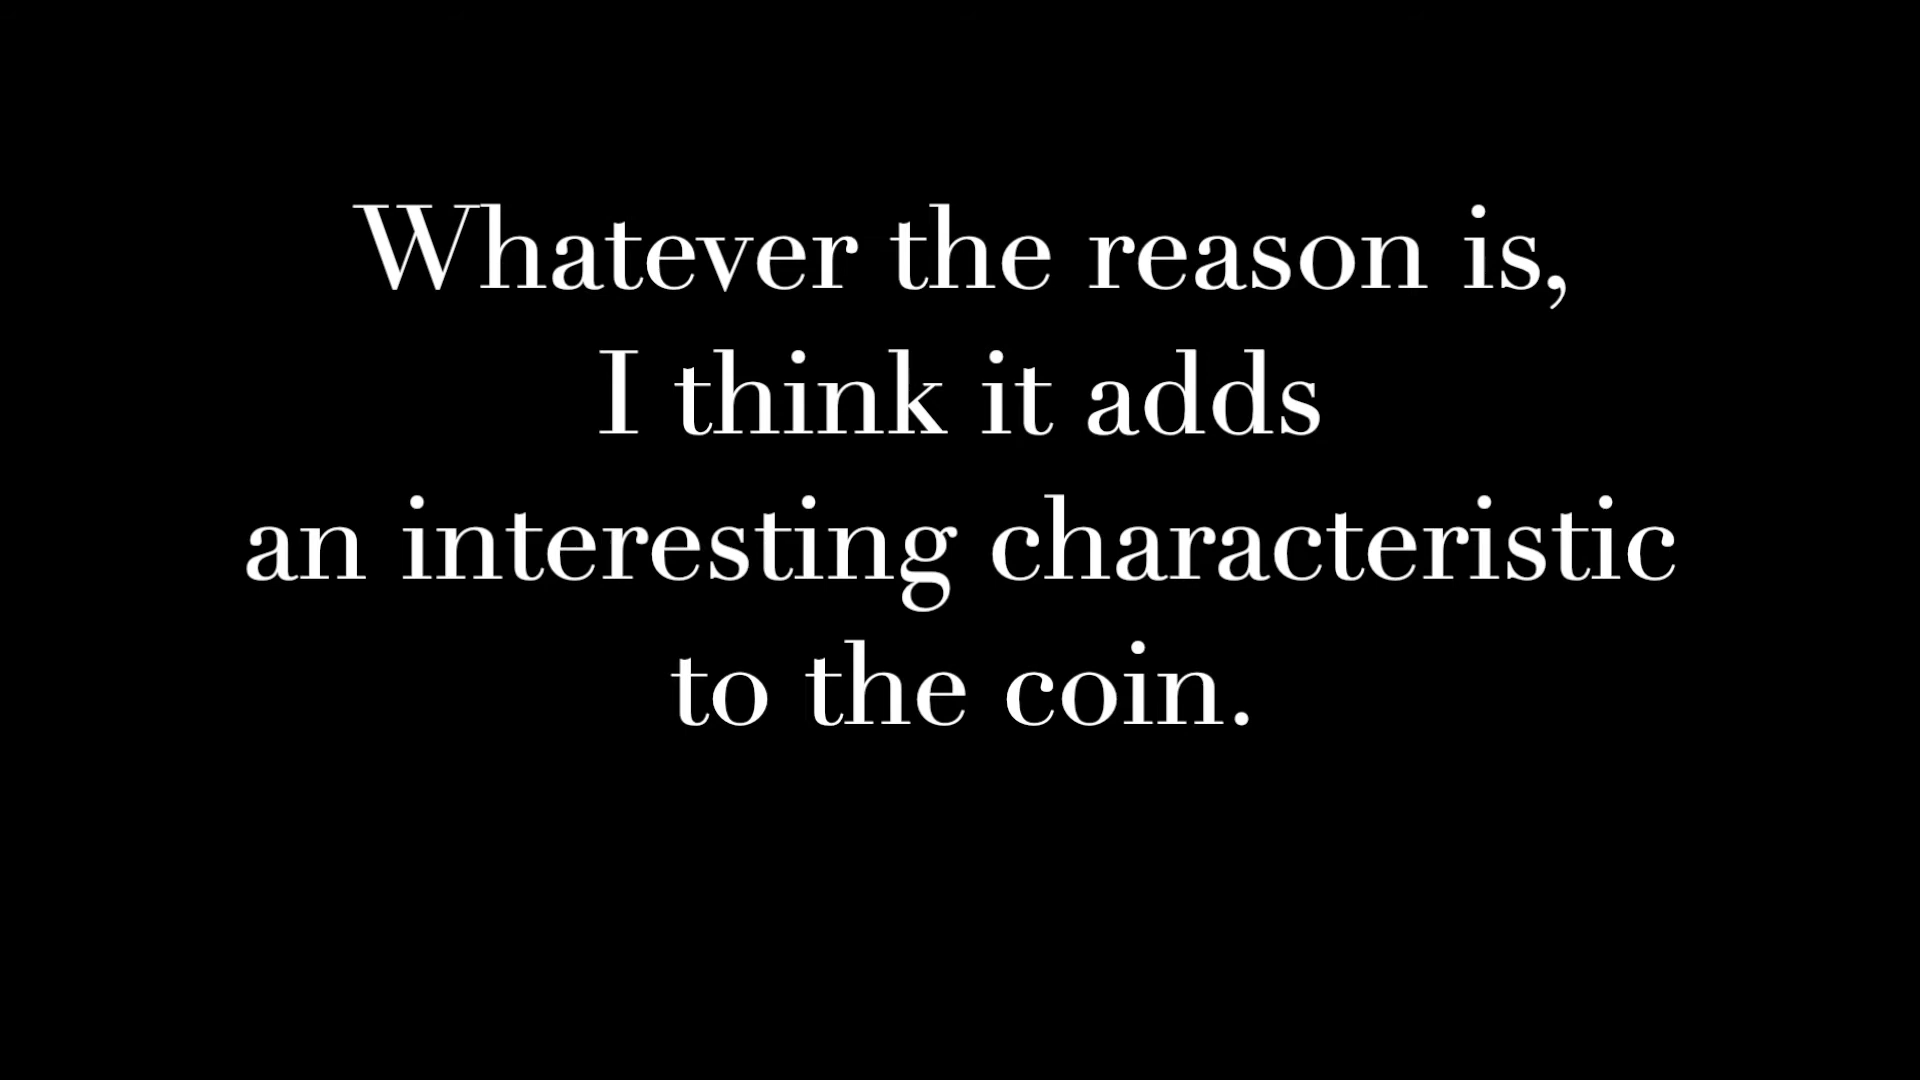 Whatever the reason is,
I think it adds
an interesting characteristic
to the coin.